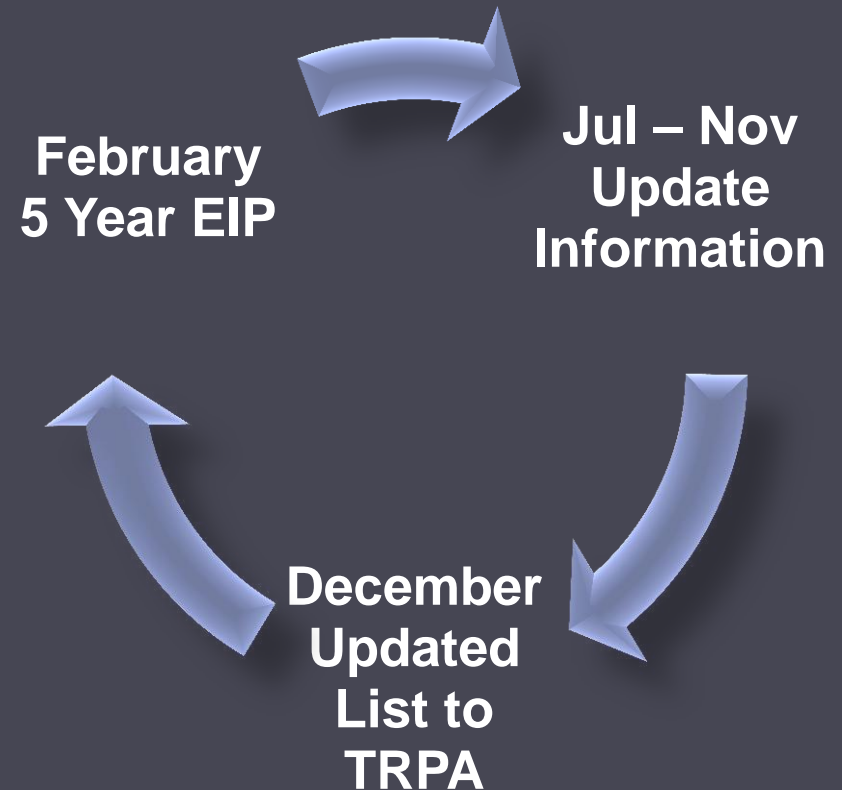 February
5 Year EIP
Jul – Nov
Update
Information
December
Updated
List to
TRPA